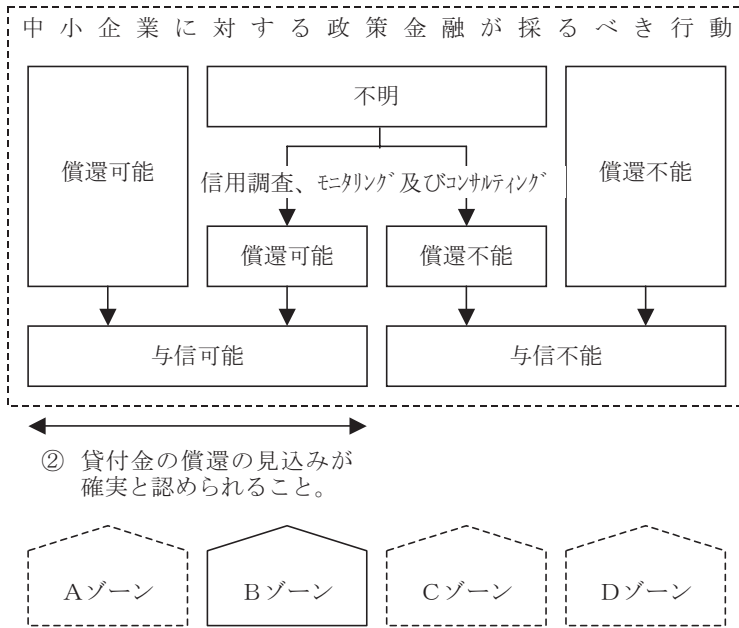 中小企業に対する政策金融が採るべき行動
不明
償還可能
償還不能
信用調査、モニタリング及びコンサルティング
償還可能
償還不能
与信可能
与信不能
② 貸付金の償還の見込みが
確実と認められること。
Aゾーン
Bゾーン
Cゾーン
Dゾーン